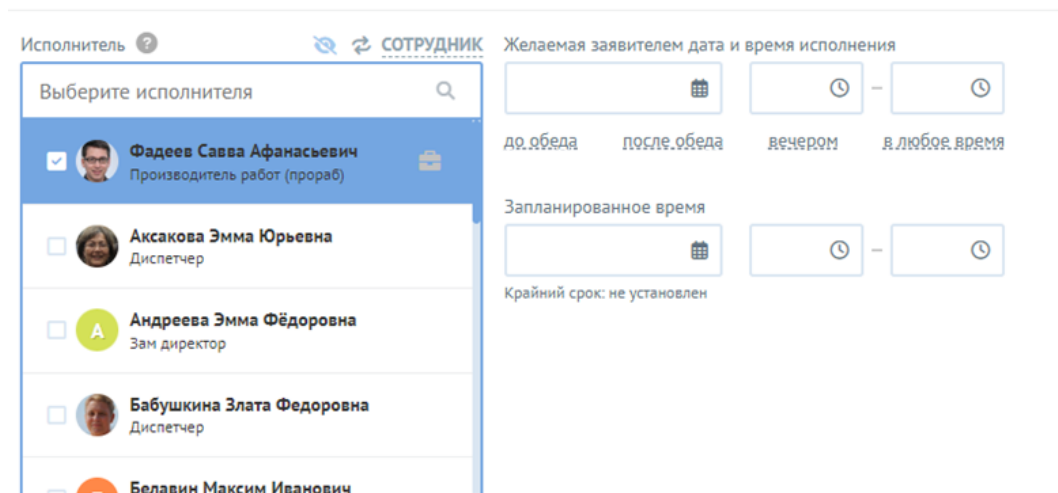 Исполнитель ?
СОТРУДНИК
Выберите исполнителя
Фадеев Савва Афанасьевич
Производитель работ (прораб)
Аксакова Эмма Юрьевна
Диспетчер
А
Андреева Эмма Фёдоровна
Зам директор
Бабушкина Злата Федоровна
Диспетчер
Белавин Максим Иванович
Желаемая заявителем дата и время исполнения
–
до обеда после обеда вечером в любое время
Запланированное время
–
Крайний срок: не установлен